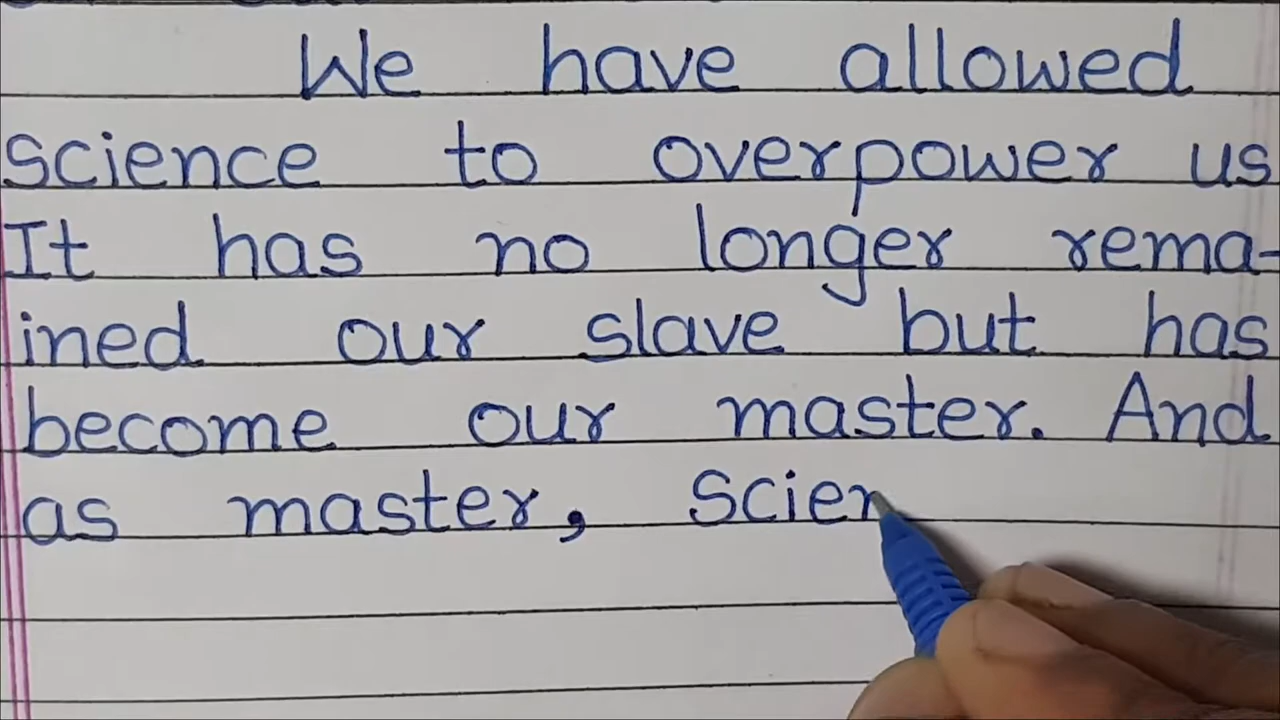 We have allowed
science to overpower us
It has no longer rema-
ined our slave but has
become our master. And
as master, Scien